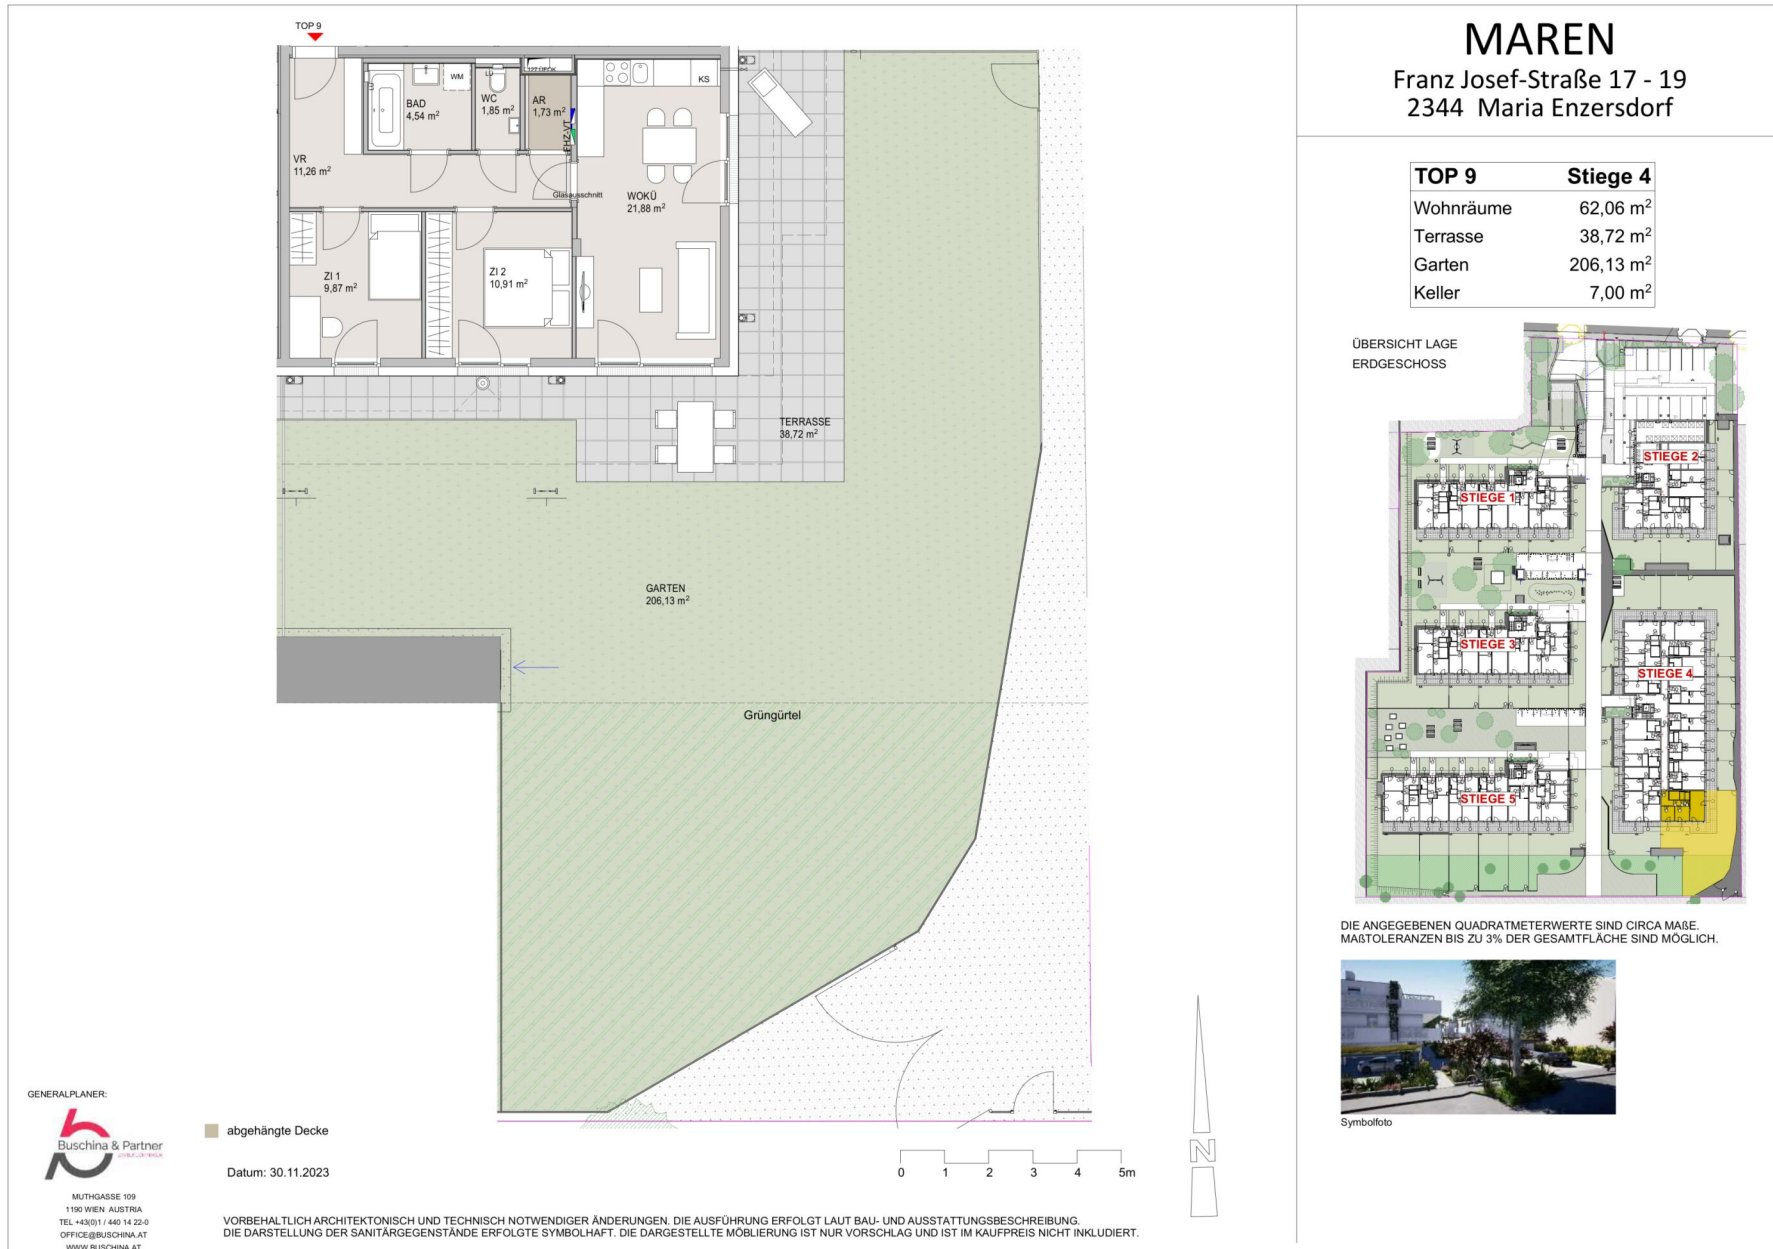 TOP 9
BAD
4,54 m²
WM
WC
1,85 m²
AR
1,73 m²
KS
VR
11,26 m²
FHZ-VT
Glasausschnitt
WOKÜ
21,88 m²
ZI 1
9,87 m²
ZI 2
10,91 m²
TERRASSE
38,72 m²
GARTEN
206,13 m²
Grüngürtel
MAREN
Franz Josef-Straße 17 - 19
2344 Maria Enzersdorf
TOP 9 Stiege 4
Wohnräume 62,06 m²
Terrasse 38,72 m²
Garten 206,13 m²
Keller 7,00 m²
ÜBERSICHT LAGE
ERDGESCHOSS
STIEGE 2
STIEGE 1
STIEGE 3
STIEGE 4
STIEGE 5
DIE ANGEGEBENEN QUADRATMETERWERTE SIND CIRCA MAßE.
MAßTOLERANZEN BIS ZU 3% DER GESAMTFLÄCHE SIND MÖGLICH.
Symbolfoto
GENERALPLANER:
Buschina & Partner
MUTHGASSE 109
1190 WIEN AUSTRIA
TEL +43(0)1 / 440 14 22-0
OFFICE@BUSCHINA.AT
WWW.BUSCHINA.AT
abgehängte Decke
Datum: 30.11.2023
0 1 2 3 4 5m
N
VORBEHALTLICH ARCHITEKTONISCH UND TECHNISCH NOTWENDIGER ÄNDERUNGEN. DIE AUSFÜHRUNG ERFOLGT LAUT BAU- UND AUSSTATTUNGSBESCHREIBUNG.
DIE DARSTELLUNG DER SANITÄRGEGENSTÄNDE ERFOLGTE SYMBOLHAFT. DIE DARGESTELLTE MÖBLIERUNG IST NUR VORSCHLAG UND IST IM KAUFPREIS NICHT INKLUDIERT.